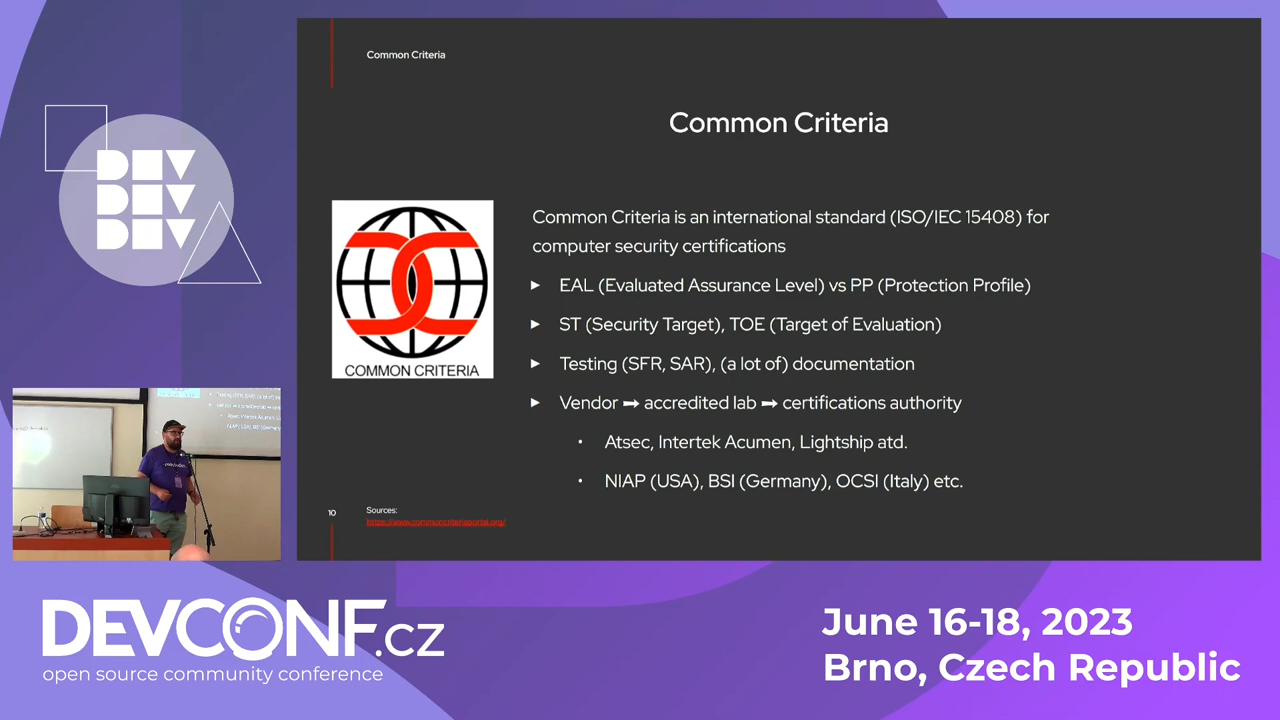 Common Criteria
Common Criteria
DEV
DEV
DEV
COMMON CRITERIA
Common Criteria is an international standard (ISO/IEC 15408) for
computer security certifications
► EAL (Evaluated Assurance Level) vs PP (Protection Profile)
► ST (Security Target), TOE (Target of Evaluation)
► Testing (SFR, SAR), (a lot of) documentation
► Vendor ➡ accredited lab ➡ certifications authority
• Atsec, Intertek Acumen, Lightship atd.
• NIAP (USA), BSI (Germany), OCSI (Italy) etc.
10
Sources:
https://www.commoncriteriaportal.org/
DEVCONF.cz
open source community conference
June 16-18, 2023
Brno, Czech Republic